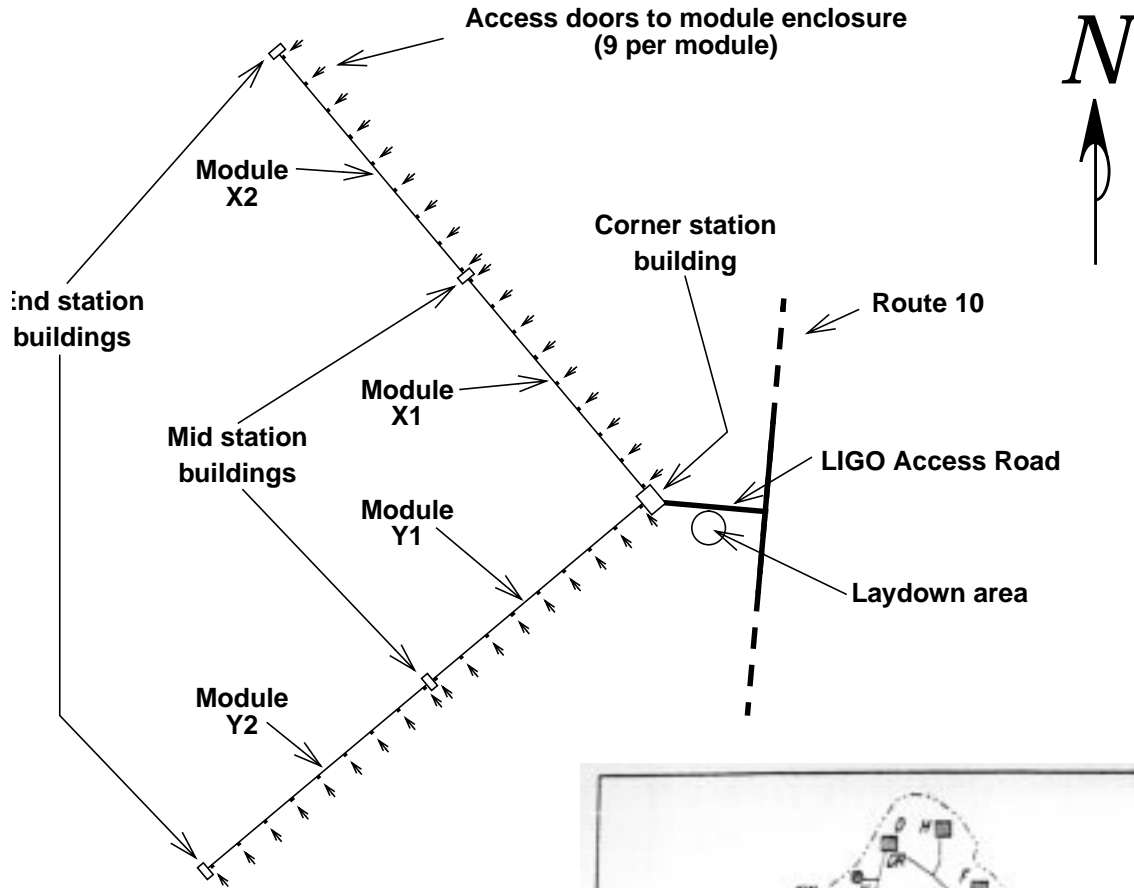 Access doors to module enclosure
(9 per module)
N
Module
X2
Corner station
building
End station
buildings
Route 10
Module
X1
Mid station
buildings
LIGO Access Road
Module
Y1
Laydown area
Module
Y2
D
H
DR
F